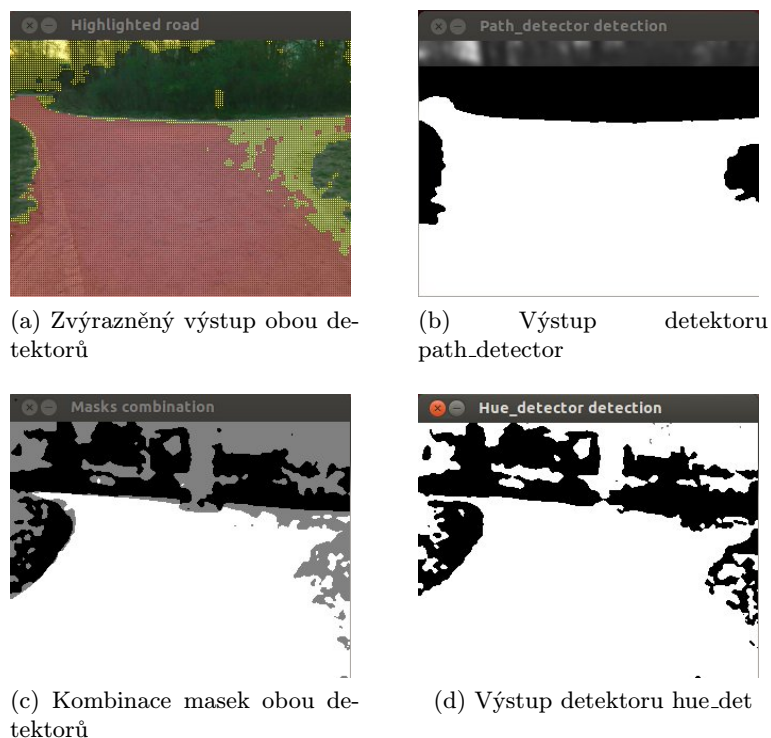 Highlighted road
Path_detector detection
(a) Zvýrazněný výstup obou de-
tektorů
(b) Výstup detektoru
path_detector
Masks combination
Hue_detector detection
(c) Kombinace masek obou de-
tektorů
(d) Výstup detektoru hue_det